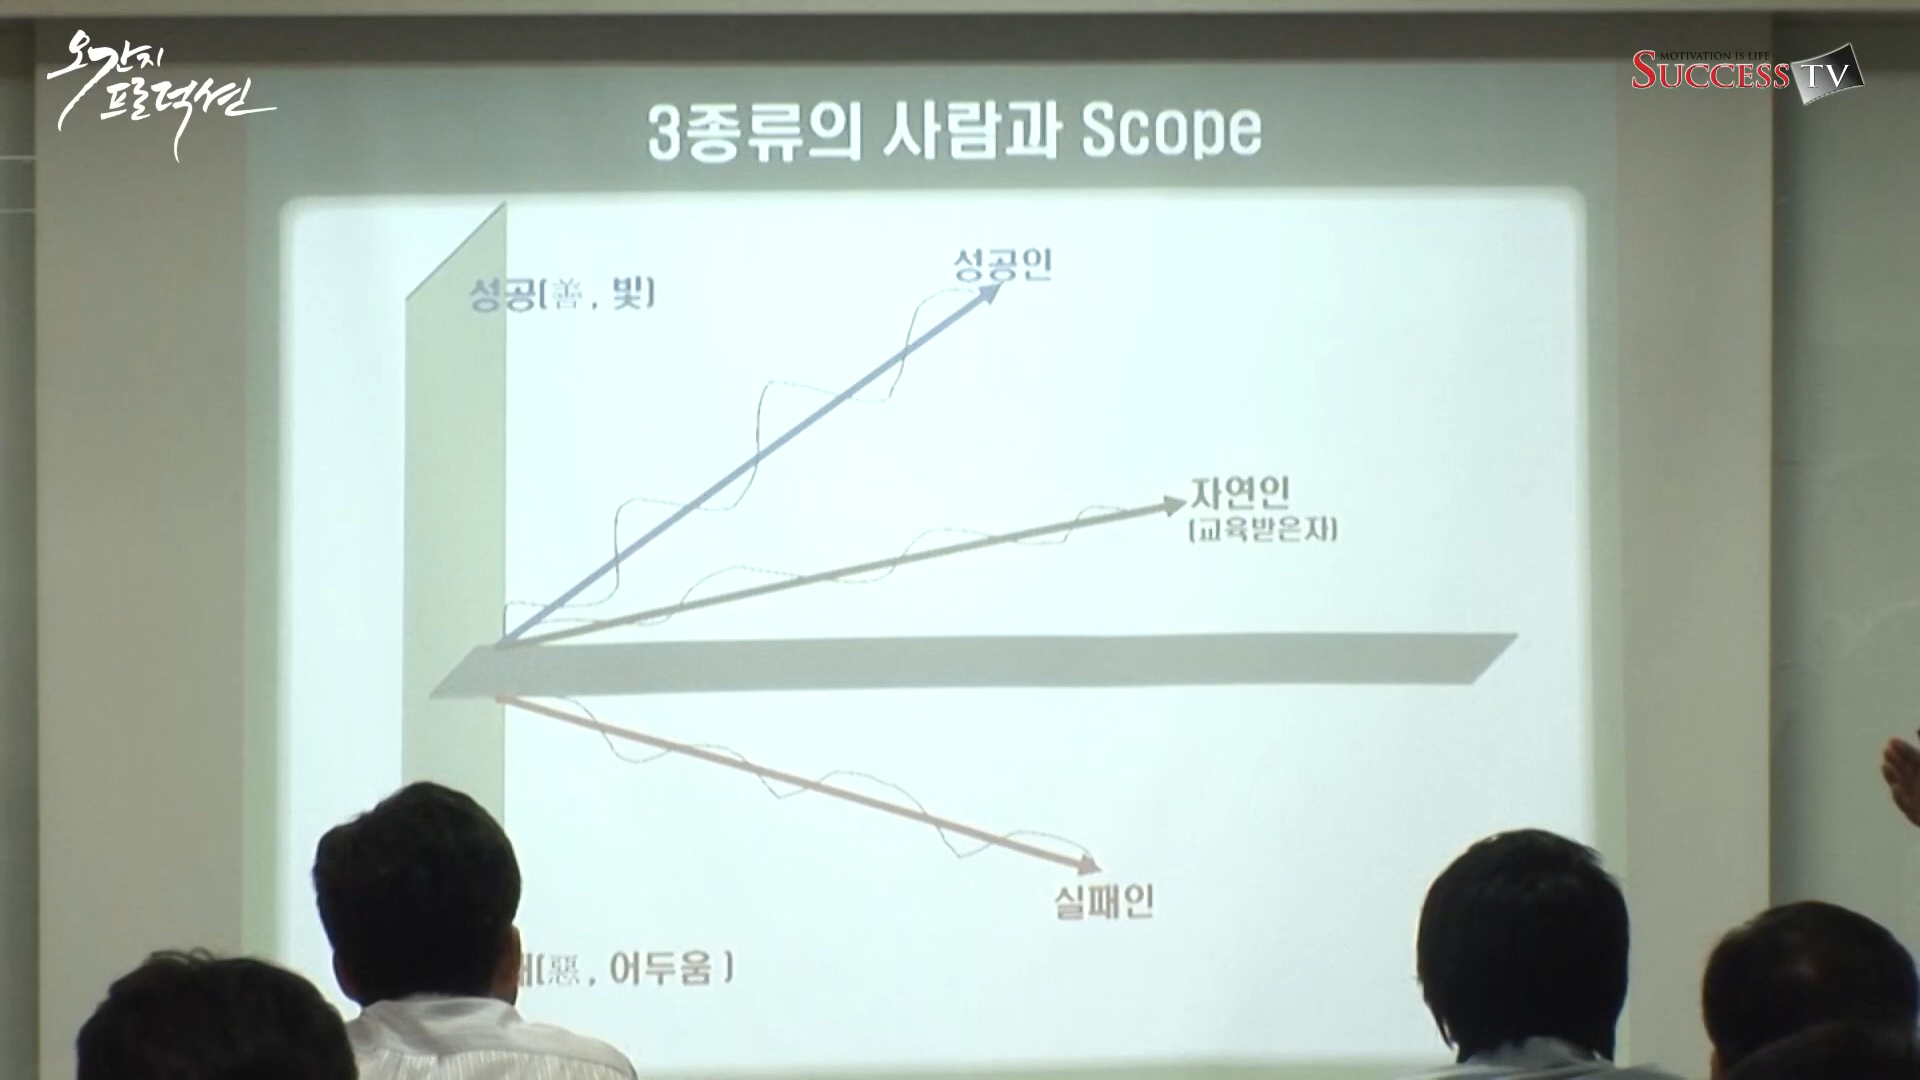 오간지
프로덕션
MOTIVATION IS LIFE
SUCCESS TV
3종류의 사람과 Scope
성공인
성공(善, 빛)
자연인
(교육받은자)
실패인
(惡, 어두움 )